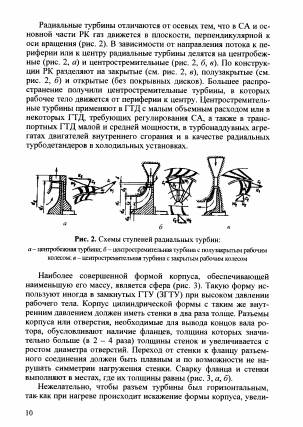 Радиальные турбины отличаются от осевых тем, что в СА и ос-
новной части РК газ движется в плоскости, перпендикулярной к
оси вращения (рис. 2). В зависимости от направления потока к пе-
риферии или к центру радиальные турбины делятся на центробеж-
ные (рис. 2, а) и центростремительные (рис. 2, б, в). По конструк-
ции РК разделяют на закрытые (см. рис. 2, в), полузакрытые (см.
рис. 2, б) и открытые (без покрывных дисков). Большее распро-
странение получили центростремительные турбины, в которых
рабочее тело движется от периферии к центру. Центростремитель-
ные турбины применяют в ГТД с малым объемным расходом или в
некоторых ГТД, требующих регулирования СА, а также в транс-
портных ГТД малой и средней мощности, в турбонаддувных агре-
гатах двигателей внутреннего сгорания и в качестве радиальных
турбодетандеров в холодильных установках.
а
б
в
Рис. 2. Схемы ступеней радиальных турбин:
а – центробежная турбина; б – центростремительная турбина с полузакрытым рабочим
колесом; в – центростремительная турбина с закрытым рабочим колесом
Наиболее совершенной формой корпуса, обеспечивающей
наименьшую его массу, является сфера (рис. 3). Такую форму ис-
пользуют иногда в замкнутых ГТУ (ЗГТУ) при высоком давлении
рабочего тела. Корпус цилиндрической формы с таким же внут-
ренним давлением должен иметь стенки в два раза толще. Разъемы
корпуса или отверстия, необходимые для вывода концов вала ро-
тора, обусловливают наличие фланцев, толщина которых значи-
тельно больше (в 2 – 4 раза) толщины стенок и увеличивается с
ростом диаметра отверстий. Переход от стенки к фланцу разъем-
ного соединения должен быть плавным и по возможности не на-
рушать симметрии нагружения стенки. Сварку фланца и стенки
выполняют в местах, где их толщины равны (рис. 3, а, б).
Нежелательно, чтобы разъем турбины был горизонтальным,
так как при нагреве происходит искажение формы корпуса, увели-
10